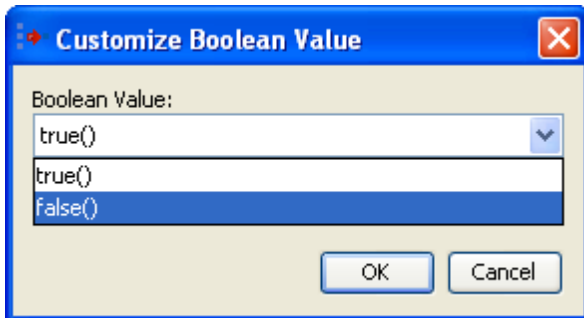 Customize Boolean Value
Boolean Value:
true()
true()
false()
OK Cancel